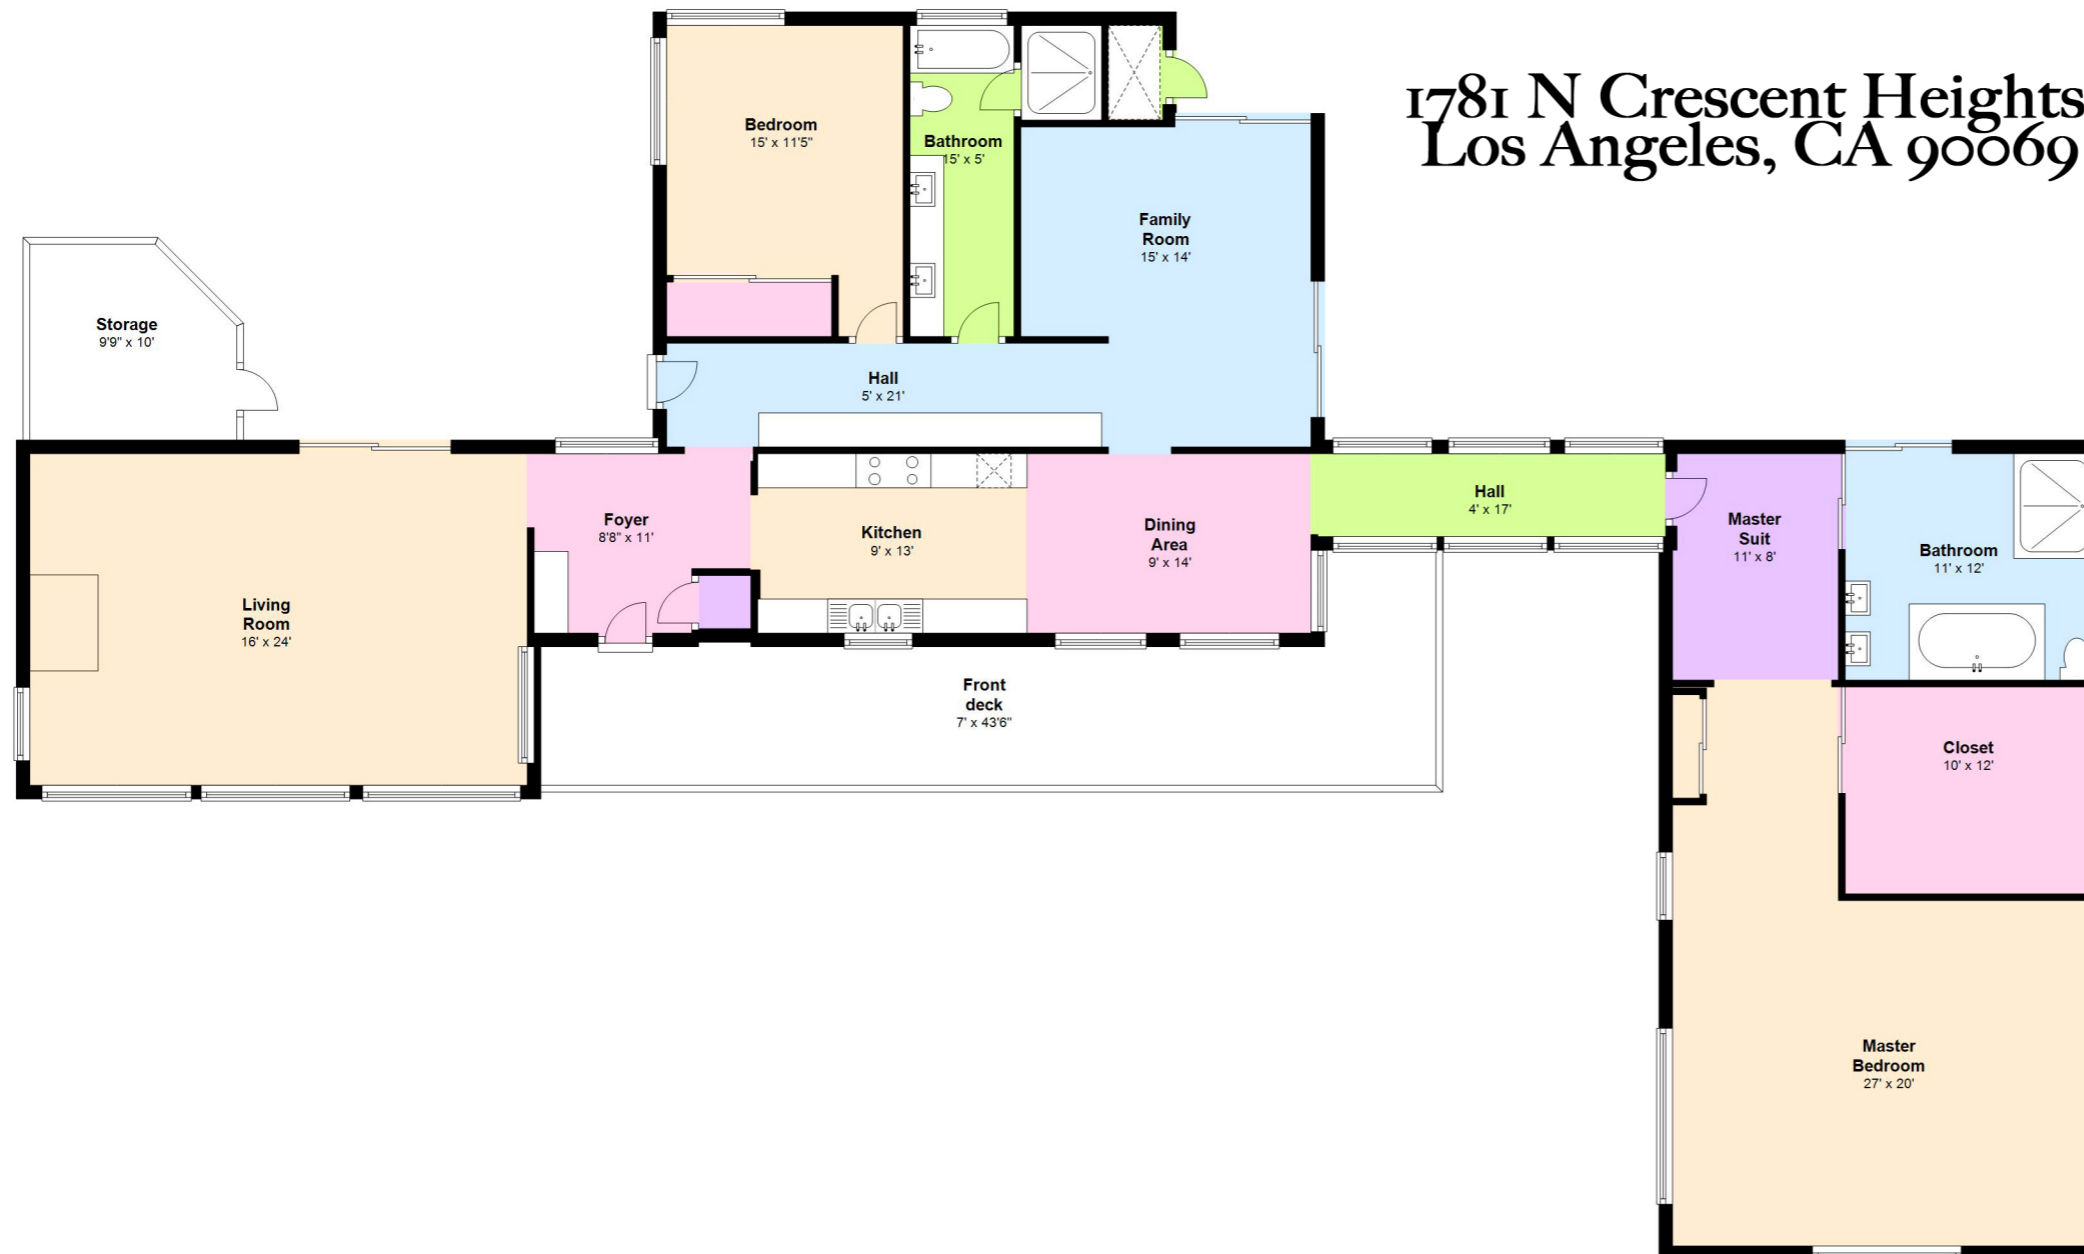 1781 N Crescent Heights
Los Angeles, CA 90069
Bedroom
15' x 11'5"
Bathroom
15' x 5'
Family
Room
15' x 14'
Storage
9'9" x 10'
Hall
5' x 21'
Foyer
8'8" x 11'
Kitchen
9' x 13'
Dining
Area
9' x 14'
Hall
4' x 17'
Master
Suit
11' x 8'
Bathroom
11' x 12'
Living
Room
16' x 24'
Front
deck
7' x 43'6"
Closet
10' x 12'
Master
Bedroom
27' x 20'